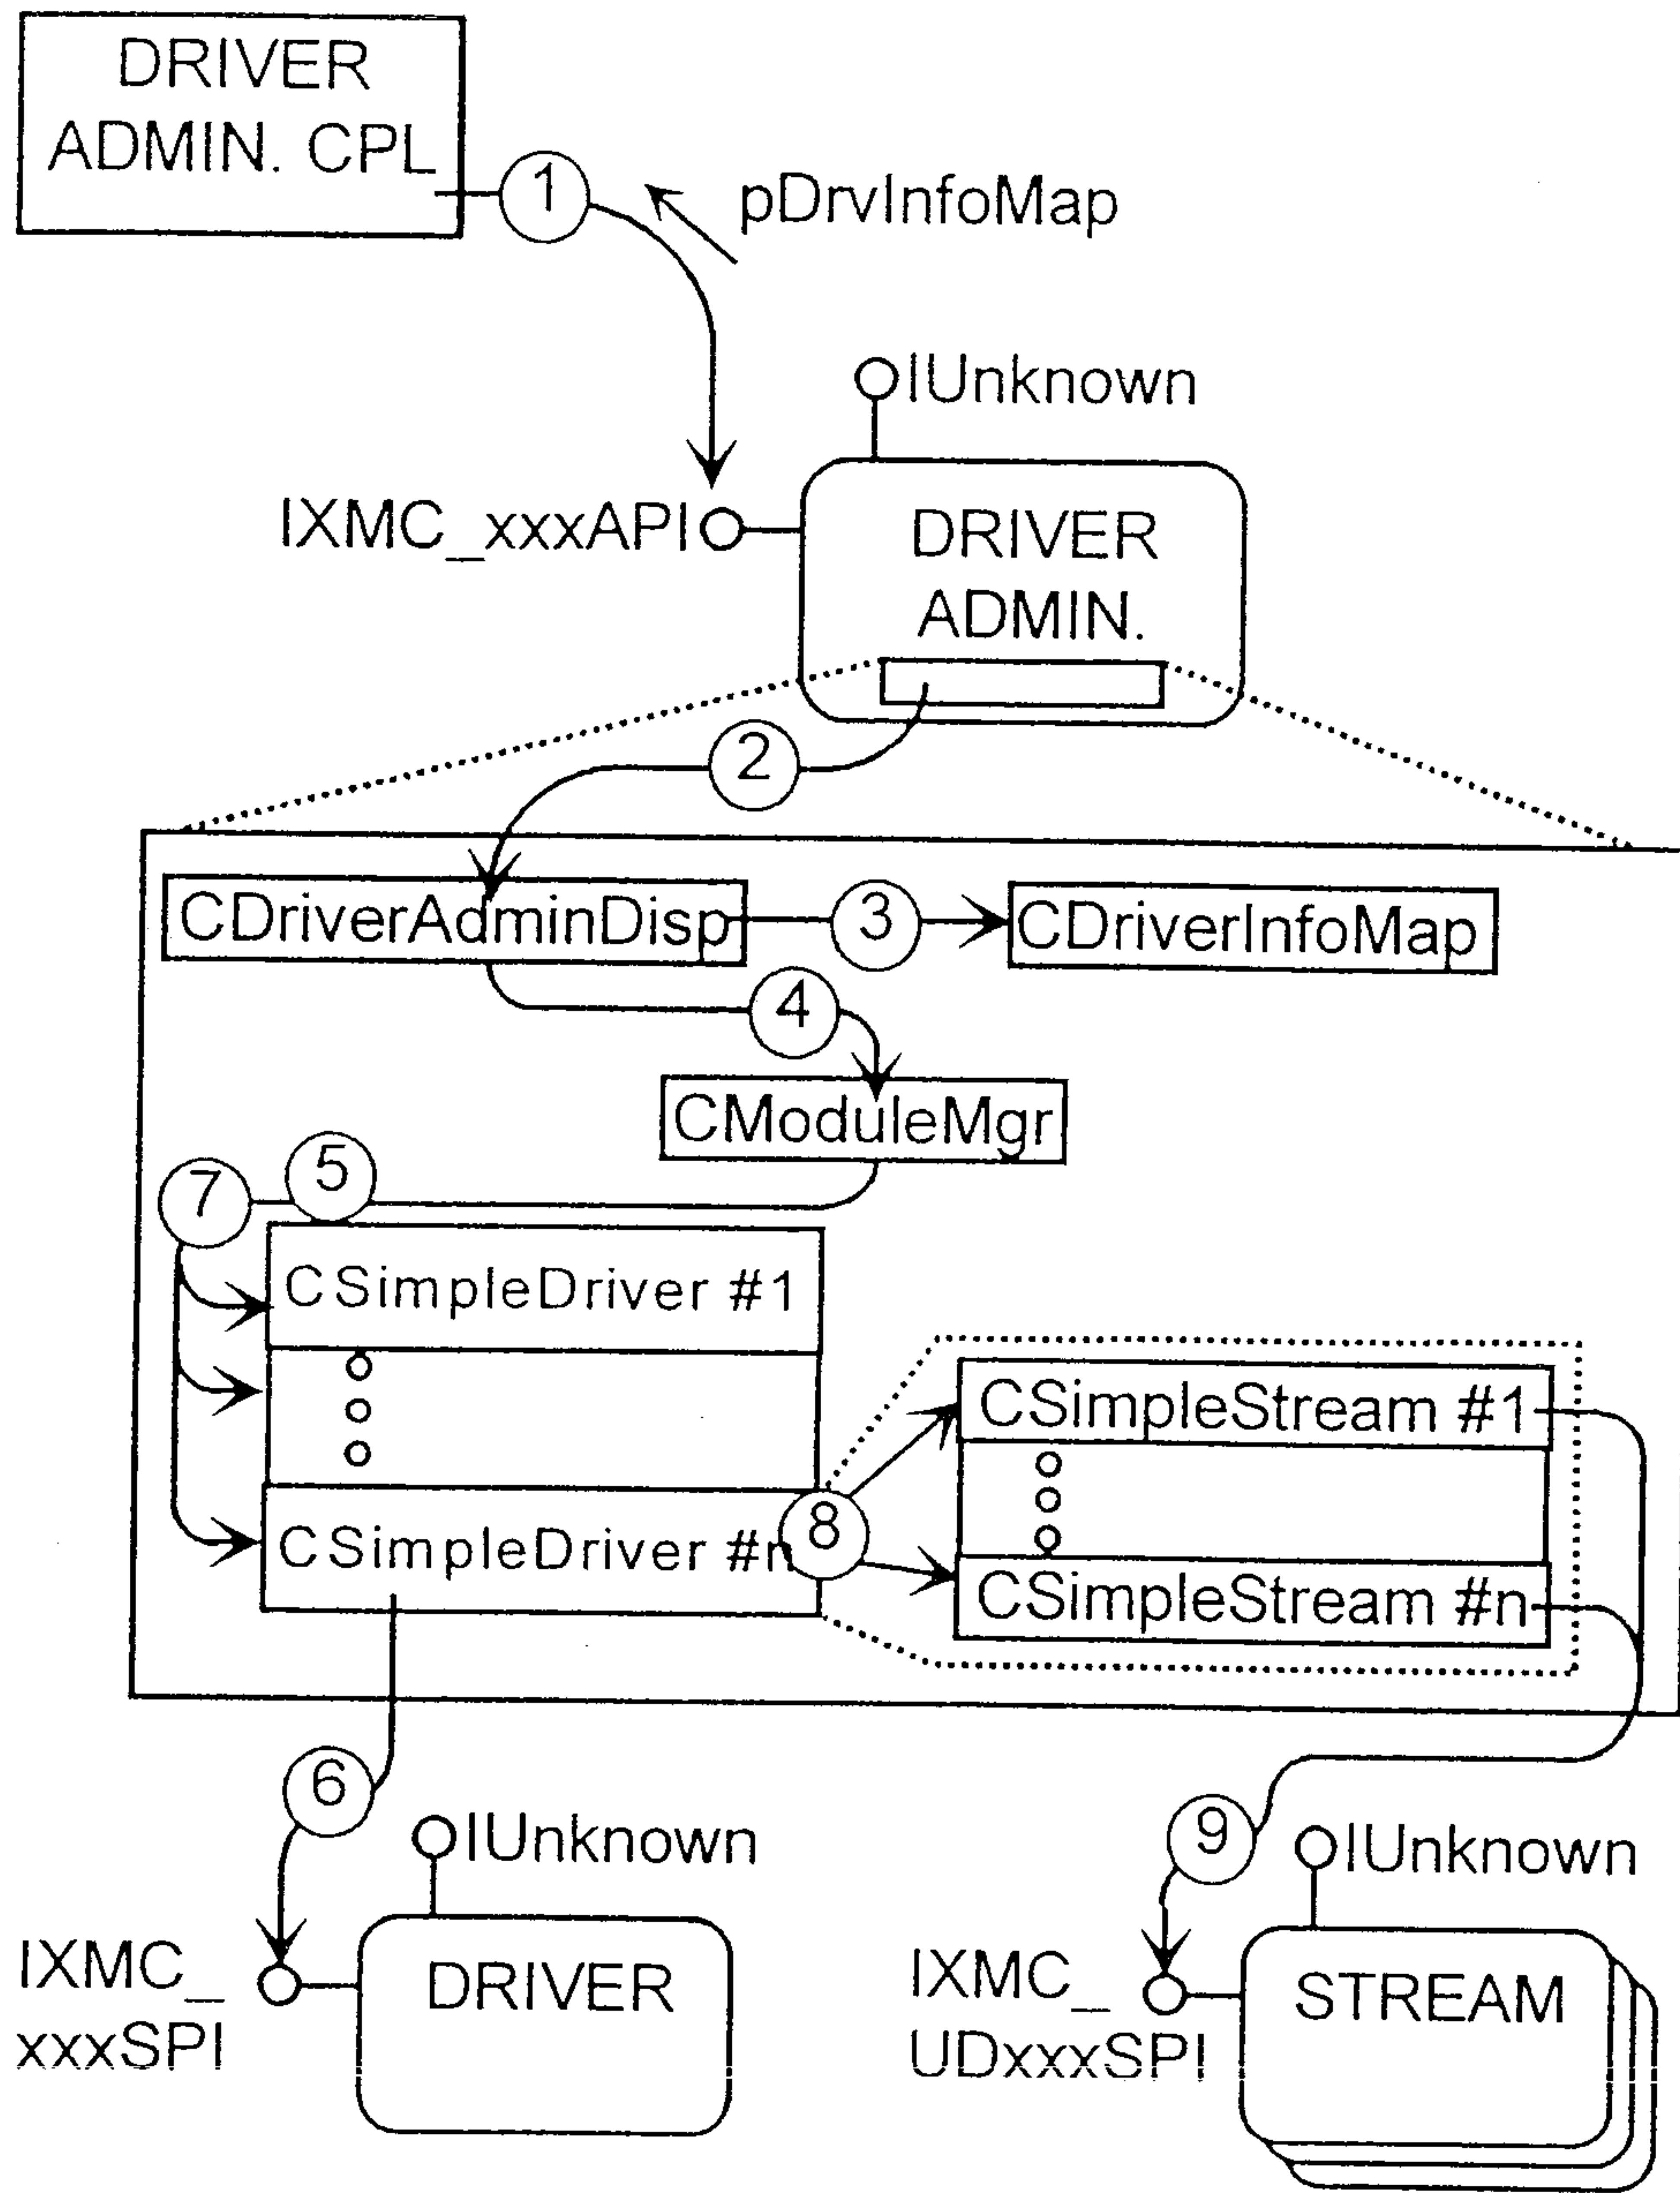 DRIVER
ADMIN. CPL
1
pDrvInfoMap
IUnknown
IXMC_xxxAPI
DRIVER
ADMIN.
2
CDriverAdminDisp
3
CDriverInfoMap
4
CModuleMgr
5
7
CSimpleDriver #1
CSimpleStream #1
8
CSimpleDriver #n
CSimpleStream #n
6
9
IUnknown
IUnknown
IXMC_
xxxSPI
DRIVER
IXMC_
UDxxxSPI
STREAM